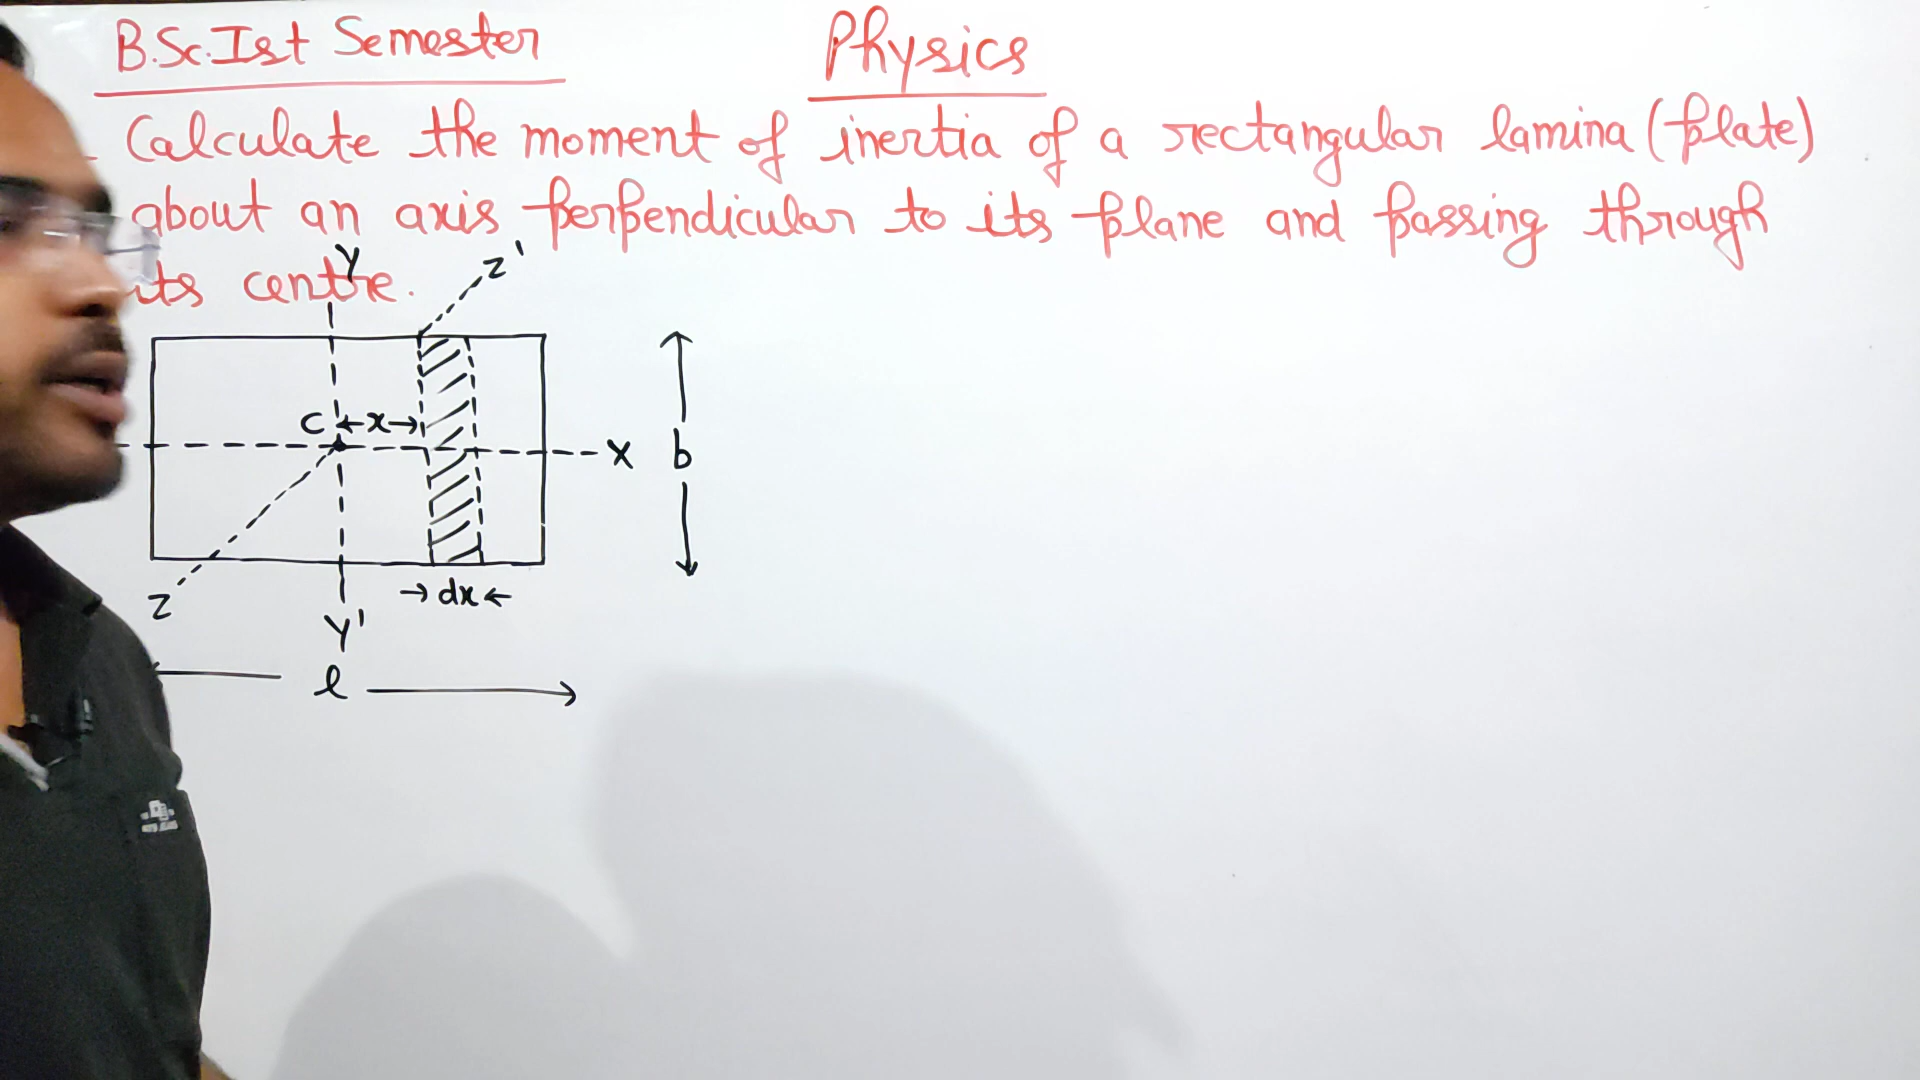 B.Sc. Ist Semester
Physics
Calculate the moment of inertia of a rectangular lamina (plate)
about an axis perpendicular to its plane and passing through
its centre.
Y
Z'
C ←x→
X
b
Z
→dx←
Y'
l